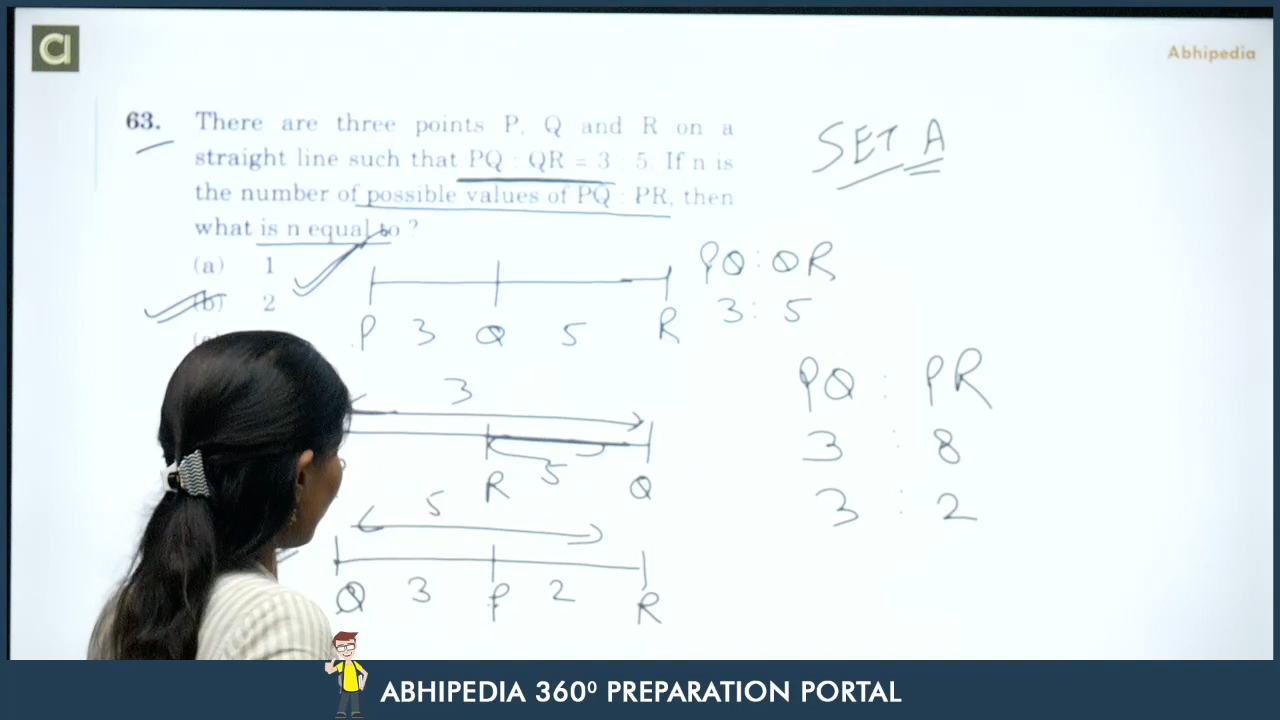 CI
Abhipedia
63. There are three points P, Q and R on a
straight line such that PQ : QR = 3 : 5. If n is
the number of possible values of PQ : PR, then
what is n equal to ?
(a) 1
(b) 2
SET A
P 3 Q 5 R
PQ : QR
3 : 5
3
5
R Q
5
Q 3 P 2 R
PQ : PR
3 : 8
3 : 2
ABHIPEDIA 360⁰ PREPARATION PORTAL